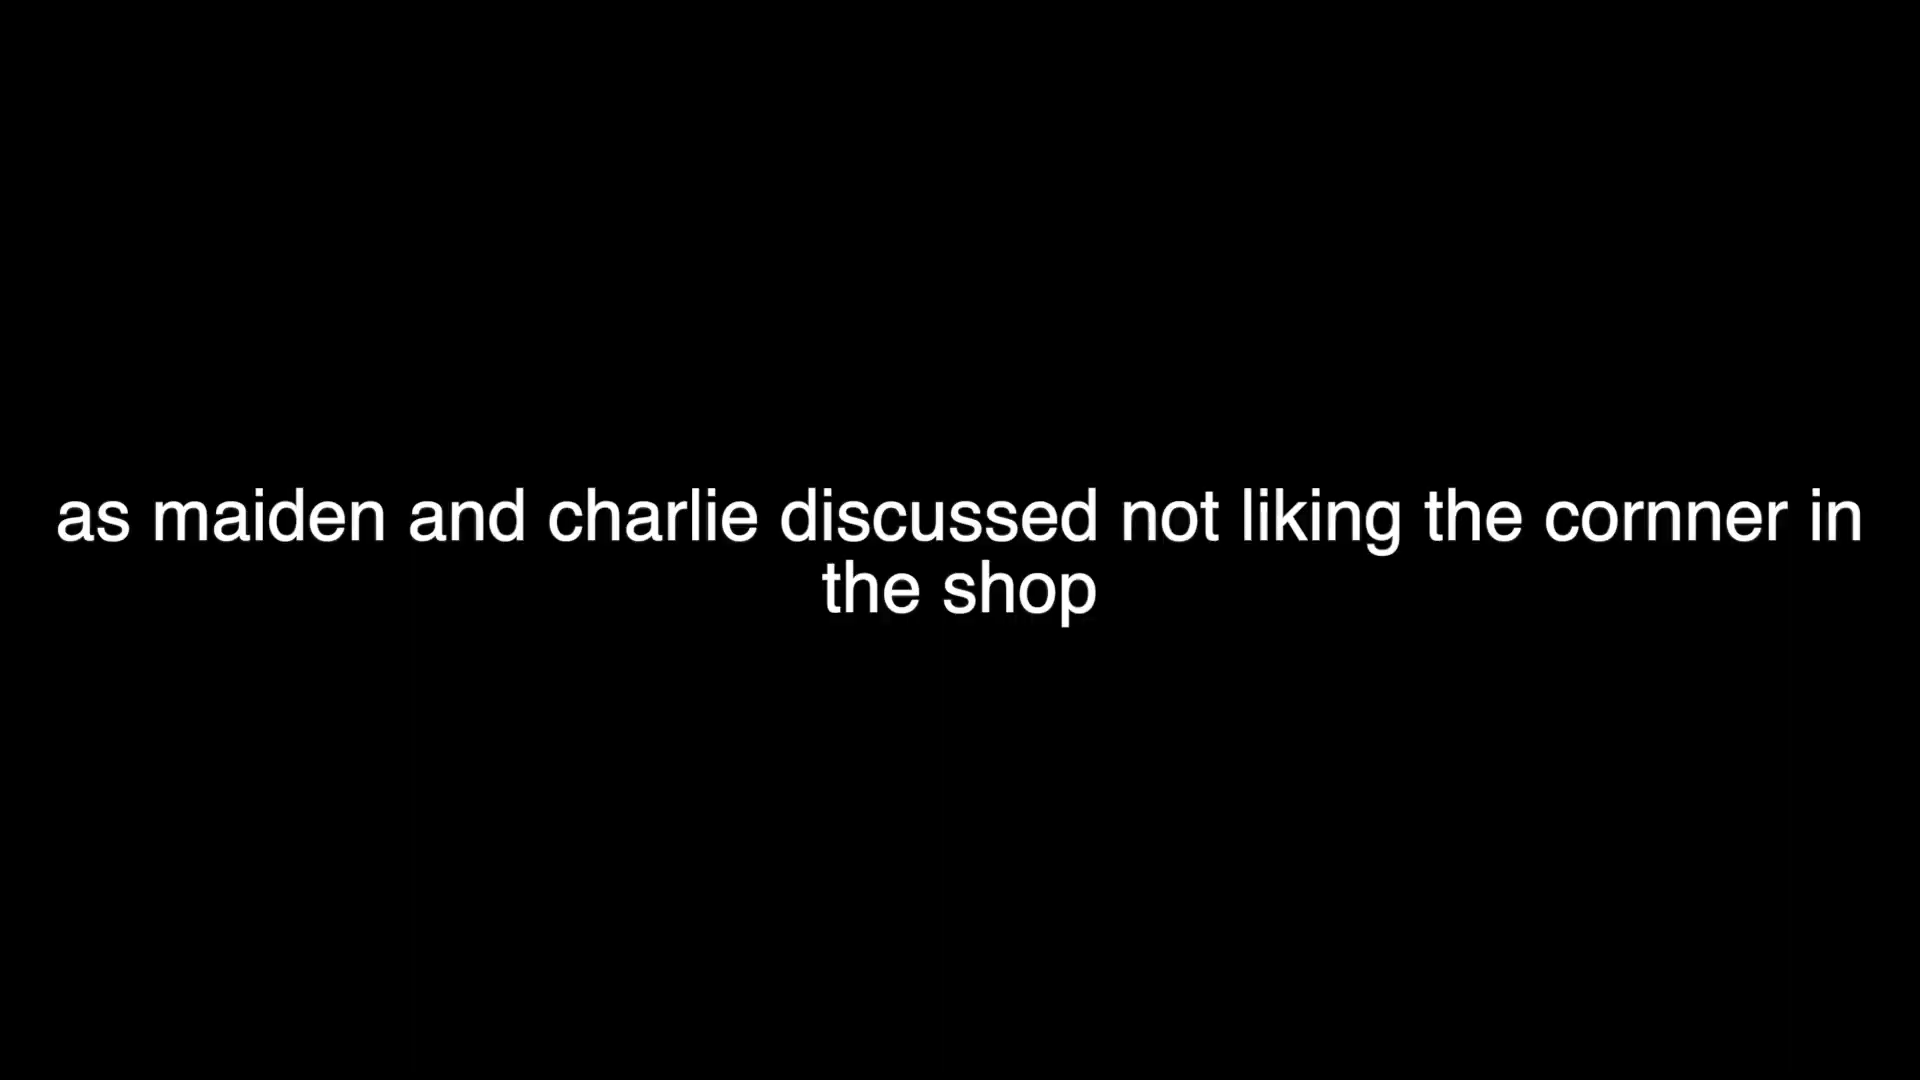 as maiden and charlie discussed not liking the cornner in
the shop